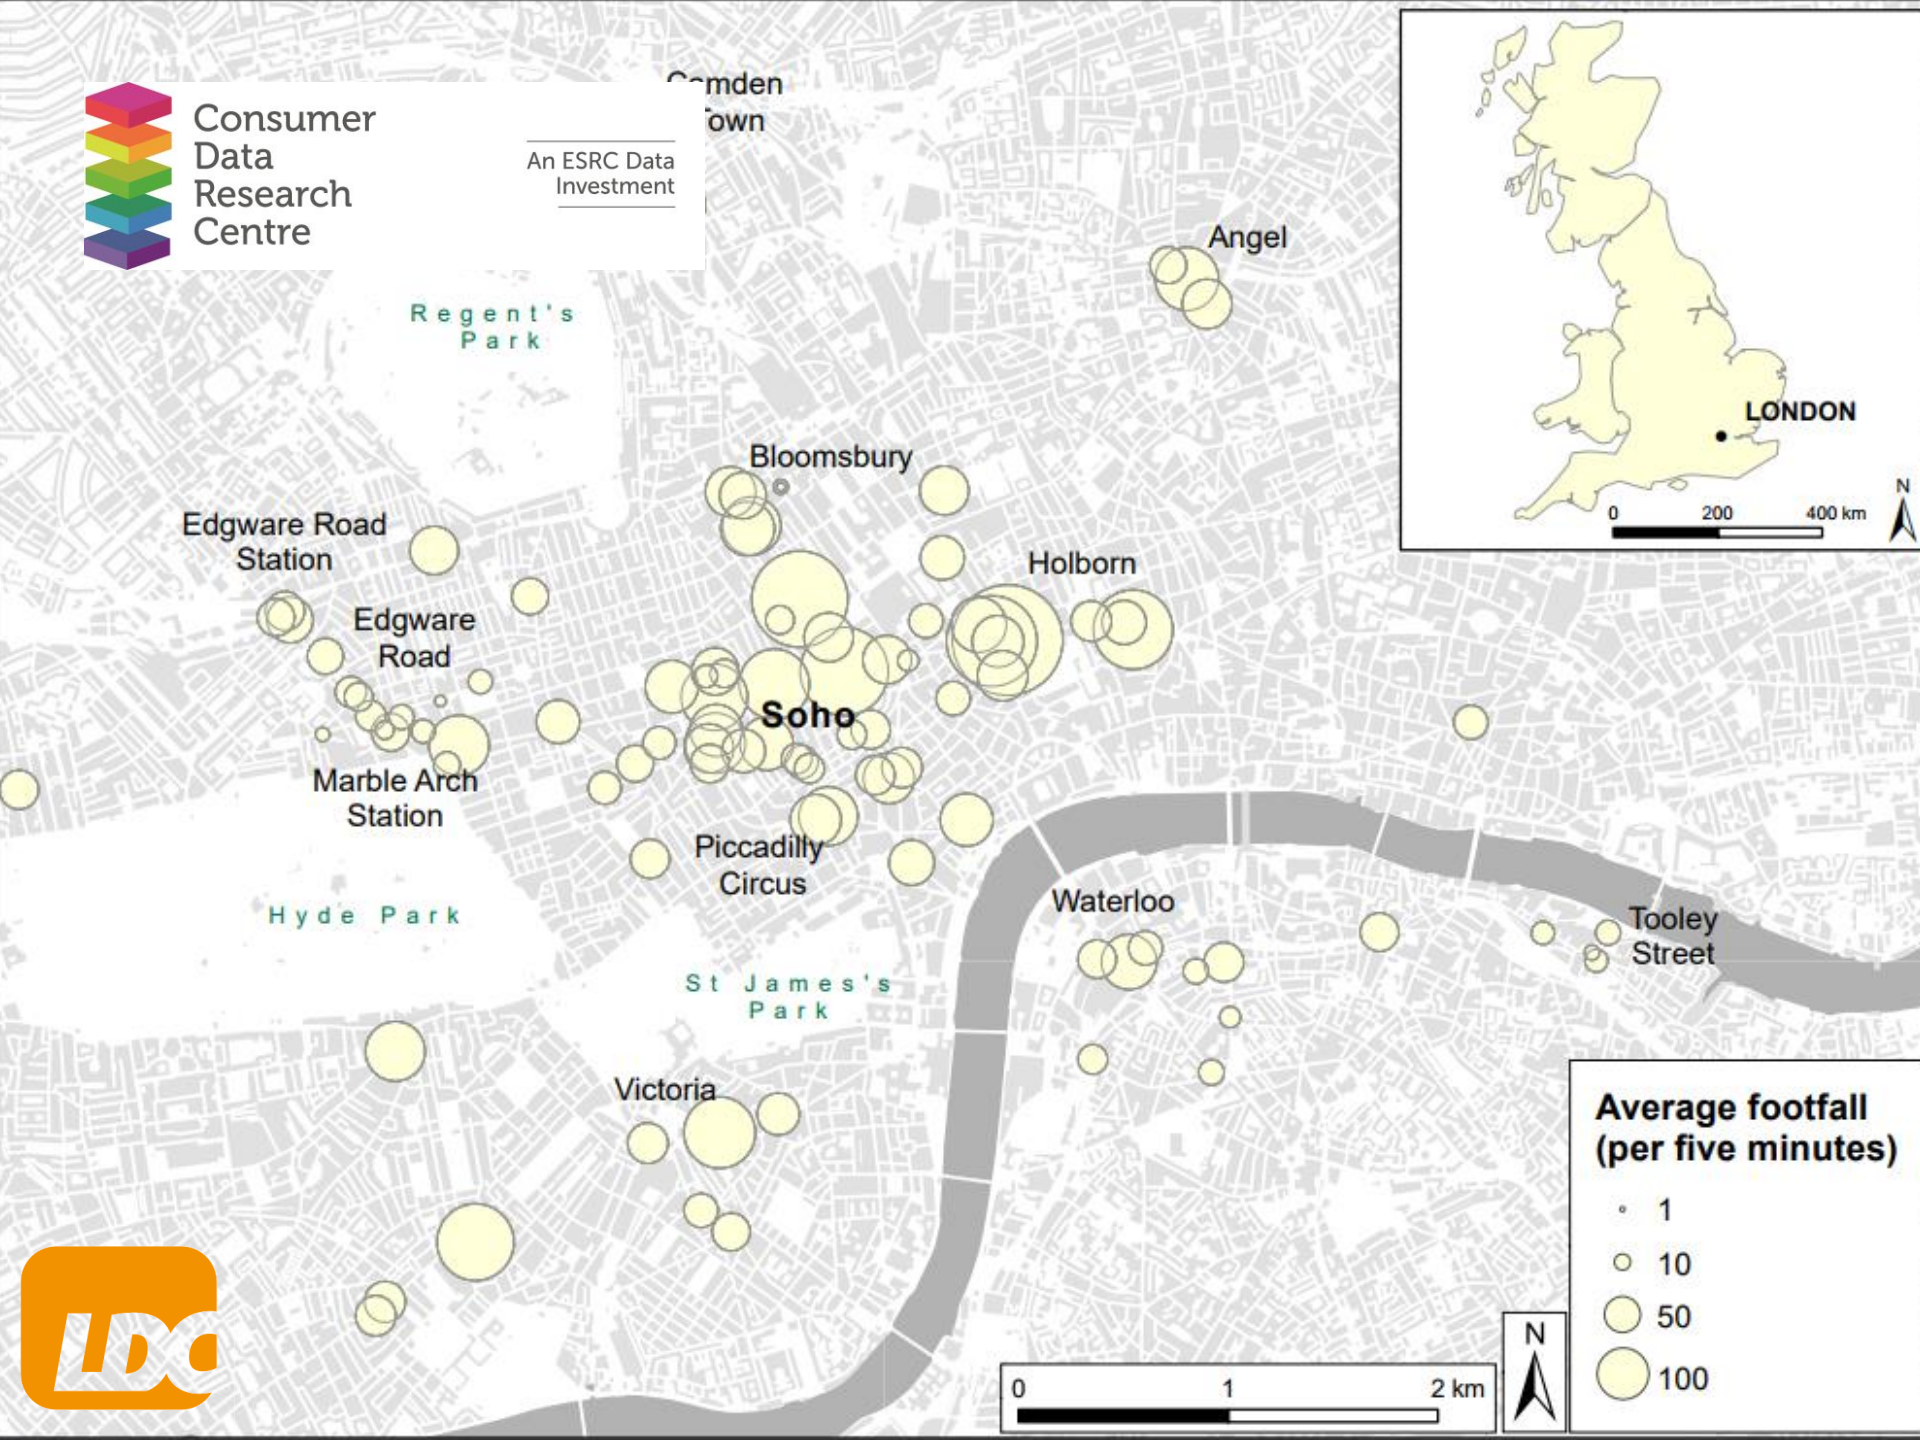 Camden
Town
Consumer
Data
Research
Centre
An ESRC Data
Investment
Angel
Regent's
Park
LONDON
N
0 200 400 km
Bloomsbury
Edgware Road
Station
Holborn
Edgware
Road
Soho
Marble Arch
Station
Piccadilly
Circus
Hyde Park
Waterloo
Tooley
Street
St James's
Park
Victoria
Average footfall
(per five minutes)
1
10
50
100
LDC
N
0 1 2 km